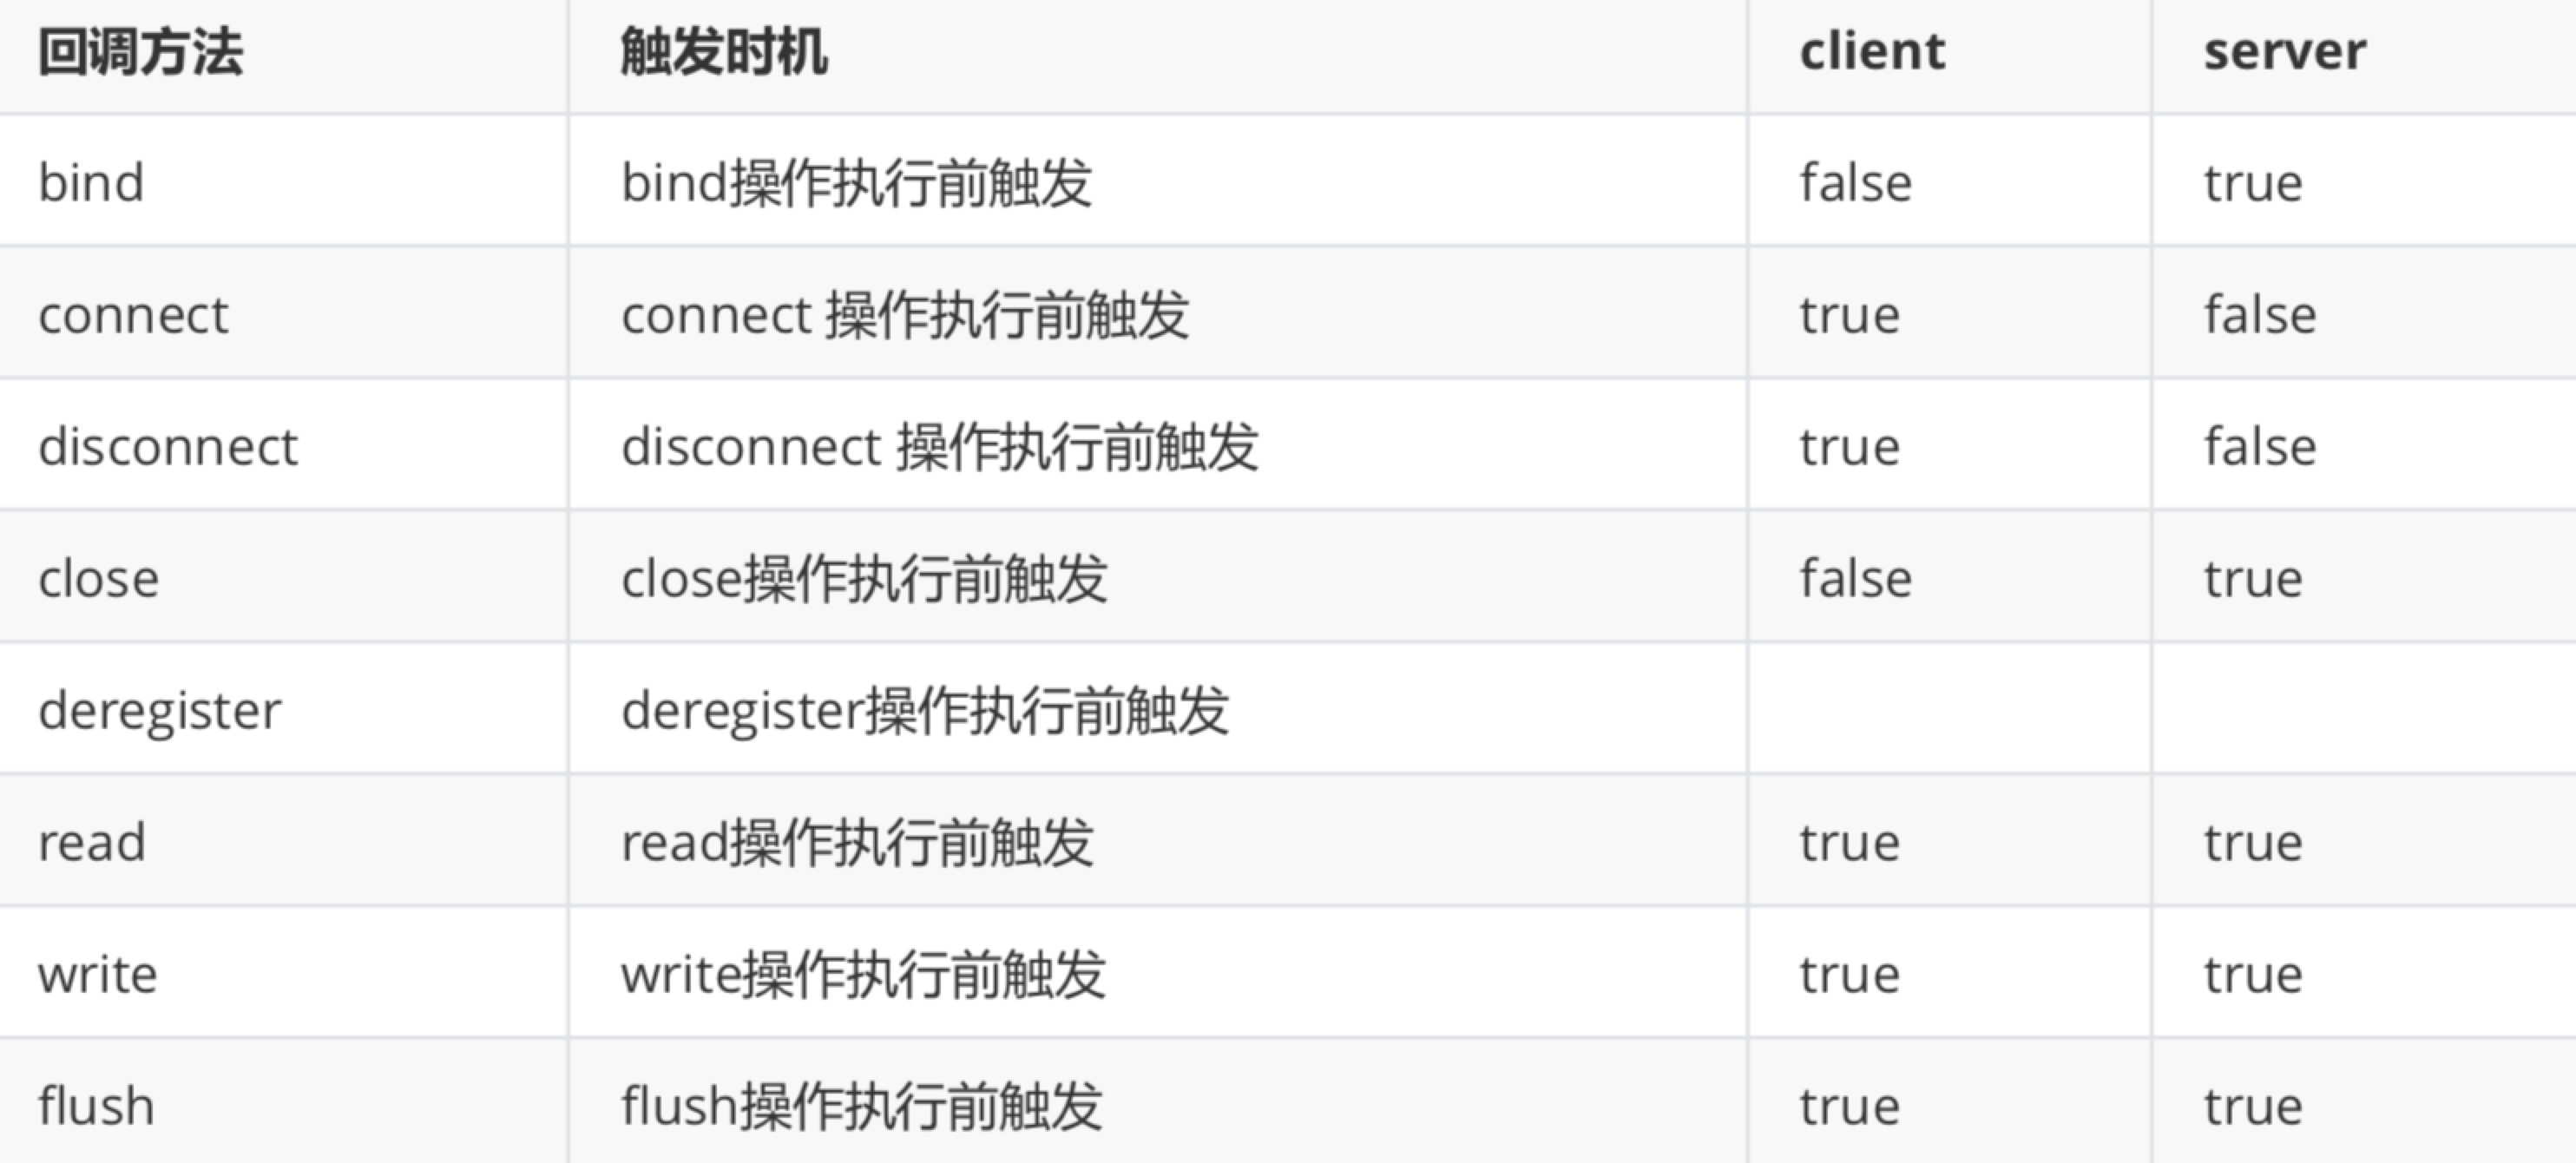 回调方法 触发时机 client server
bind bind操作执行前触发 false true
connect connect 操作执行前触发 true false
disconnect disconnect 操作执行前触发 true false
close close操作执行前触发 false true
deregister deregister操作执行前触发
read read操作执行前触发 true true
write write操作执行前触发 true true
flush flush操作执行前触发 true true